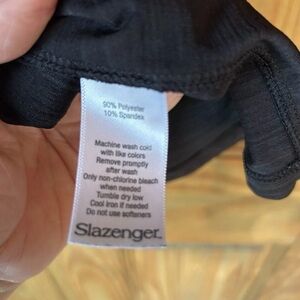 90% Polyester
10% Spandex
Machine wash cold
with like colors
Remove promptly
after wash
Only non-chlorine bleach
when needed
Tumble dry low
Cool iron if needed
Do not use softeners
Slazenger